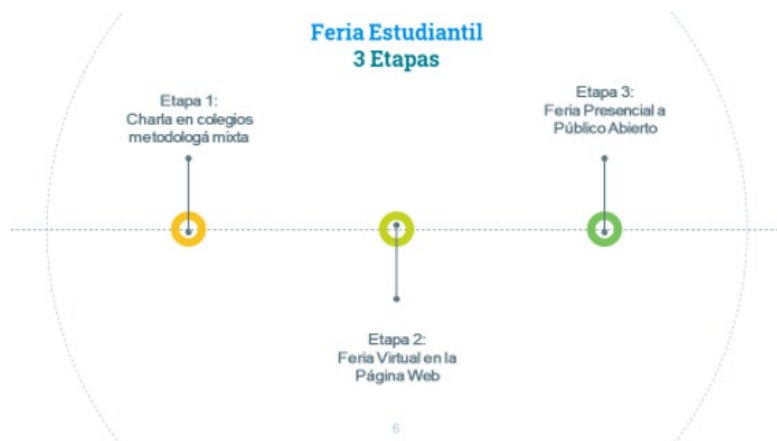 Feria Estudiantil
3 Etapas
Etapa 1:
Charla en colegios
metodologá mixta
Etapa 2:
Feria Virtual en la
Página Web
Etapa 3:
Feria Presencial a
Público Abierto
6